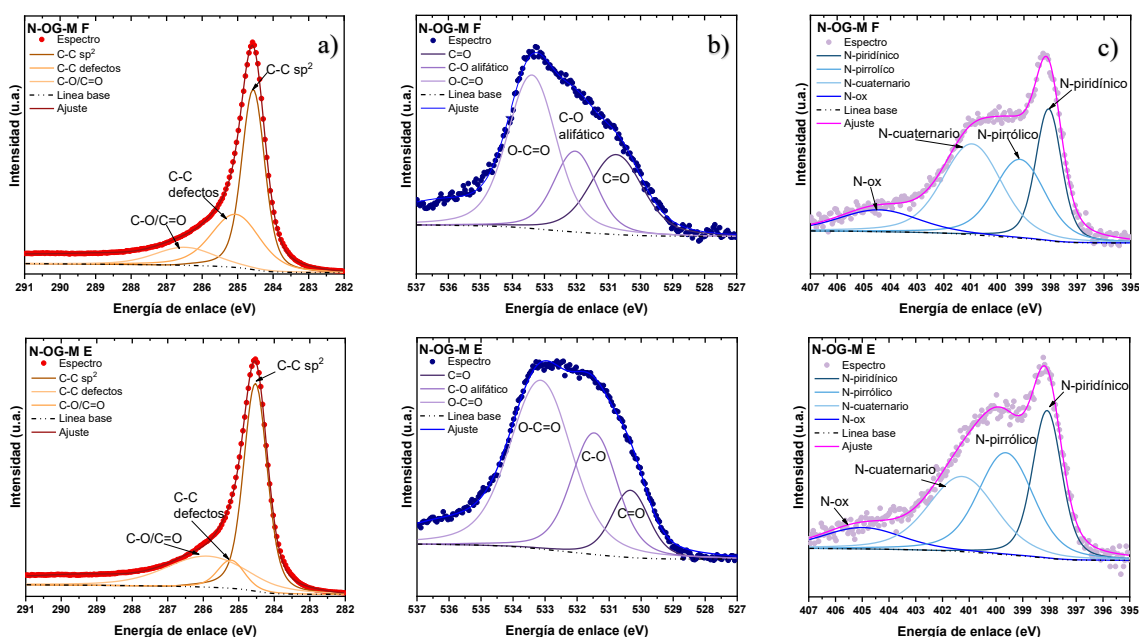 N-OG-M F
Espectro
C-C sp²
C-C defectos
C-O/C=O
Linea base
Ajuste
a)
C-C sp²
C-C
defectos
C-O/C=O
Intensidad (u.a.)
291 290 289 288 287 286 285 284 283 282
Energía de enlace (eV)
N-OG-M F
Espectro
C=O
C-O alifático
O-C=O
Linea base
Ajuste
b)
C-O
alifático
O-C=O
C=O
Intensidad (u.a.)
537 536 535 534 533 532 531 530 529 528 527
Energía de enlace (eV)
N-OG-M F
Espectro
N-piridínico
N-pirrolíco
N-cuaternario
N-ox
Linea base
Ajuste
c)
N-piridínico
N-cuaternario
N-pirrólico
N-ox
Intensidad (u.a.)
407 406 405 404 403 402 401 400 399 398 397 396 395
Energía de enlace (eV)
N-OG-M E
Espectro
C-C sp²
C-C defectos
C-O/C=O
Linea base
Ajuste
C-C sp²
C-C
defectos
C-O/C=O
Intensidad (u.a.)
291 290 289 288 287 286 285 284 283 282
Energía de enlace (eV)
N-OG-M E
Espectro
C=O
C-O alifático
O-C=O
Linea base
Ajuste
O-C=O
C-O
C=O
Intensidad (u.a.)
537 536 535 534 533 532 531 530 529 528 527
Energía de enlace (eV)
N-OG-M E
Espectro
N-piridínico
N-pirrólico
N-cuaternario
N-ox
Linea base
Ajuste
N-piridínico
N-pirrólico
N-cuaternario
N-ox
Intensidad (u.a.)
407 406 405 404 403 402 401 400 399 398 397 396 395
Energía de enlace (eV)